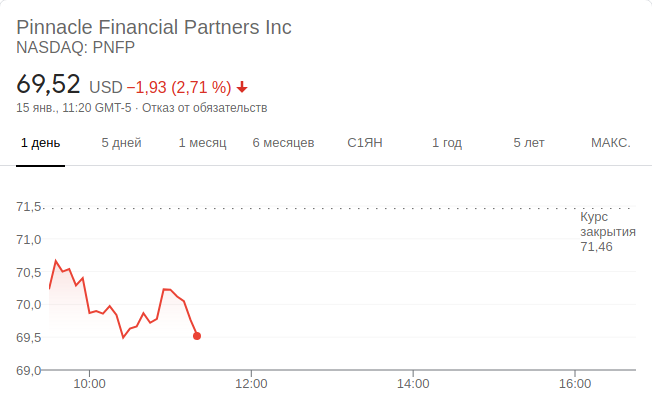 Pinnacle Financial Partners Inc
NASDAQ: PNFP
69,52 USD −1,93 (2,71 %)
15 янв., 11:20 GMT-5 · Отказ от обязательств
1 день 5 дней 1 месяц 6 месяцев С1ЯН 1 год 5 лет МАКС.
71,5
Курс
закрытия
71,46
71,0
70,5
70,0
69,5
69,0
10:00 12:00 14:00 16:00